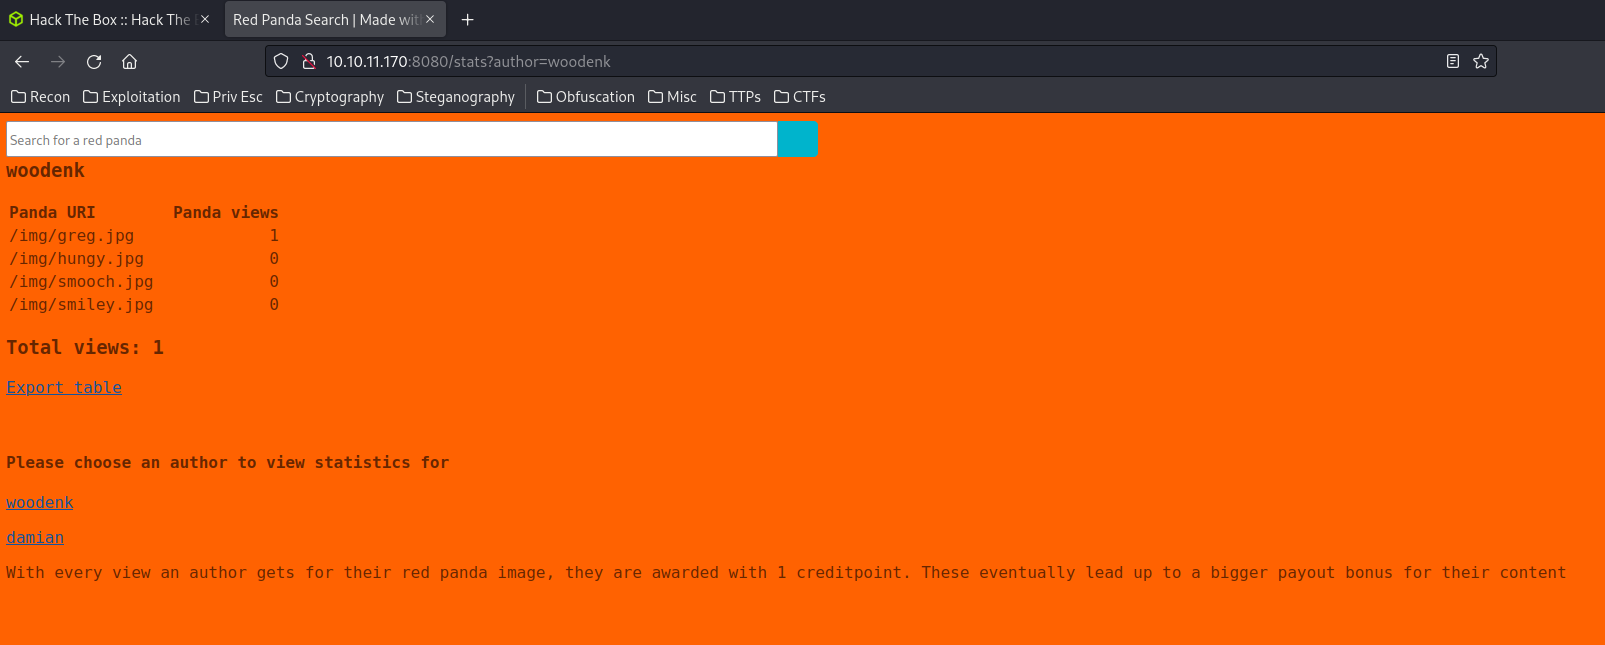 Hack The Box :: Hack The
Red Panda Search | Made wit
10.10.11.170:8080/stats?author=woodenk
Recon Exploitation Priv Esc Cryptography Steganography Obfuscation Misc TTPs CTFs
Search for a red panda
woodenk
Panda URI Panda views
/img/greg.jpg 1
/img/hungy.jpg 0
/img/smooch.jpg 0
/img/smiley.jpg 0
Total views: 1
Export table
Please choose an author to view statistics for
woodenk
damian
With every view an author gets for their red panda image, they are awarded with 1 creditpoint. These eventually lead up to a bigger payout bonus for their content